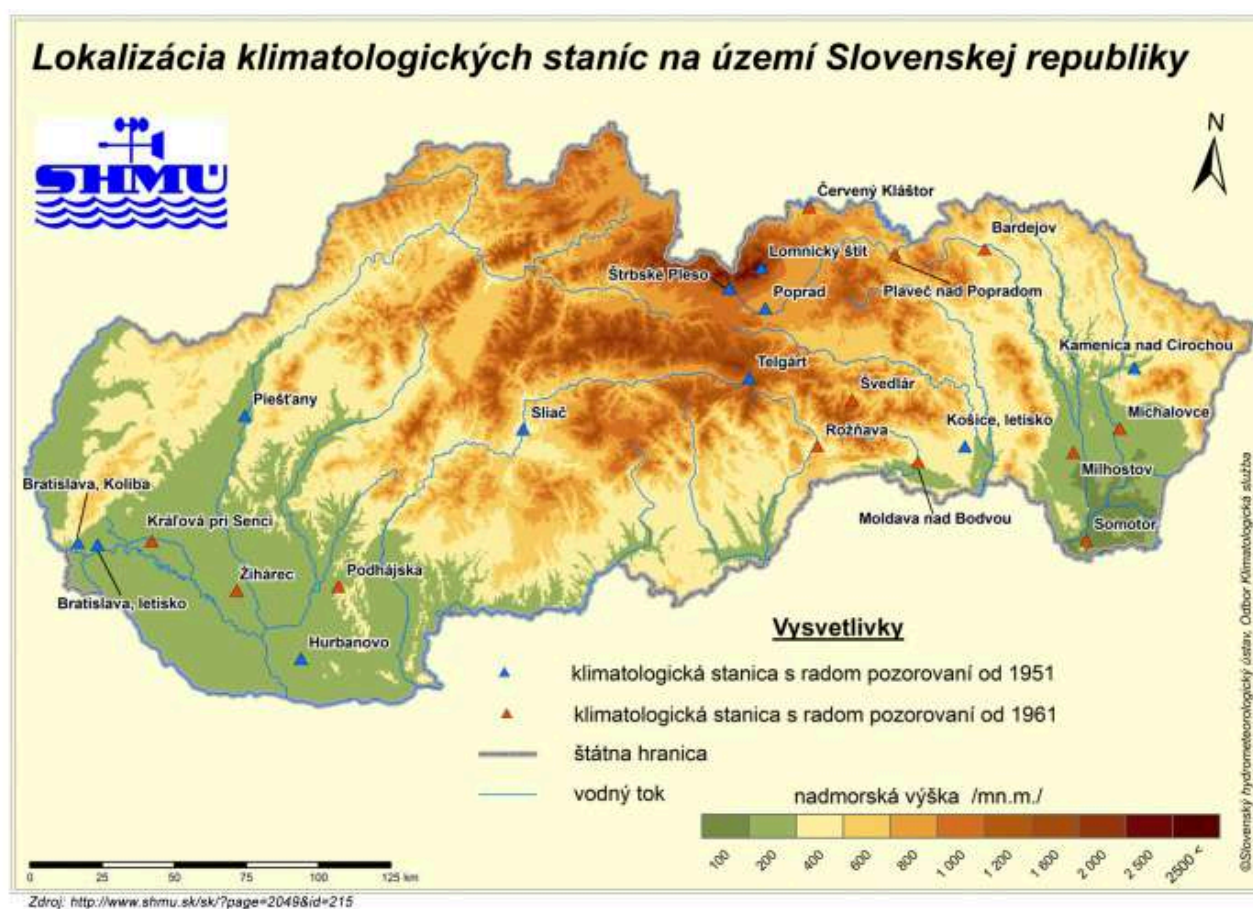 Lokalizácia klimatologických staníc na území Slovenskej republiky
SHMÚ
N
Červený Kláštor
Bardejov
Lomnický štít
Štrbské Pleso
Plaveč nad Popradom
Poprad
Kamenica nad Cirochou
Telgárt
Švedlár
Piešťany
Michalovce
Sliač
Košice, letisko
Rožňava
Bratislava, Koliba
Milhostov
Kráľová pri Senci
Moldava nad Bodvou
Somotor
Žihárec
Podhájska
Bratislava, letisko
Hurbanovo
Vysvetlivky
klimatologická stanica s radom pozorovaní od 1951
klimatologická stanica s radom pozorovaní od 1961
štátna hranica
vodný tok
nadmorská výška /mn.m./
100 200 400 600 800 1 000 1 200 1 600 2 000 2 500 2500 <
0 25 50 75 100 125 km
©Slovenský hydrometeorologický ústav, Odbor Klimatologická služba
Zdroj: http://www.shmu.sk/sk/?page=2049&id=215